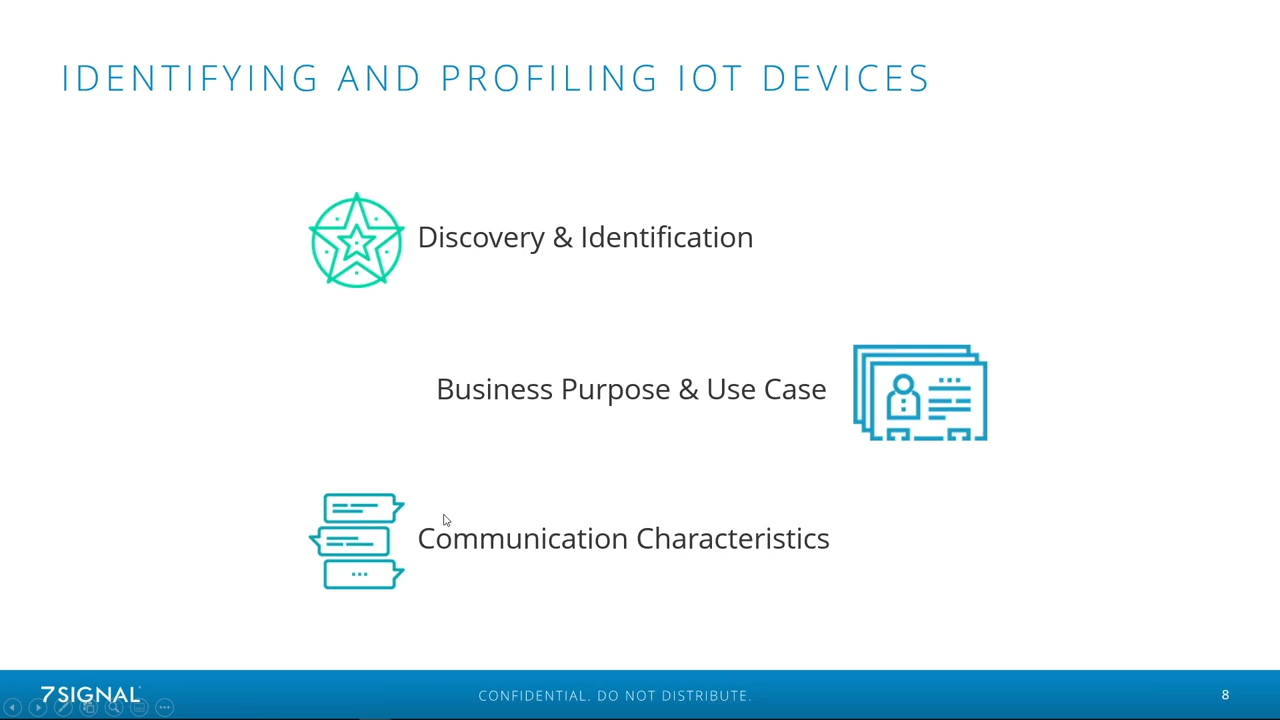 IDENTIFYING AND PROFILING IOT DEVICES
Discovery & Identification
Business Purpose & Use Case
Communication Characteristics
7SIGNAL
CONFIDENTIAL. DO NOT DISTRIBUTE.
8